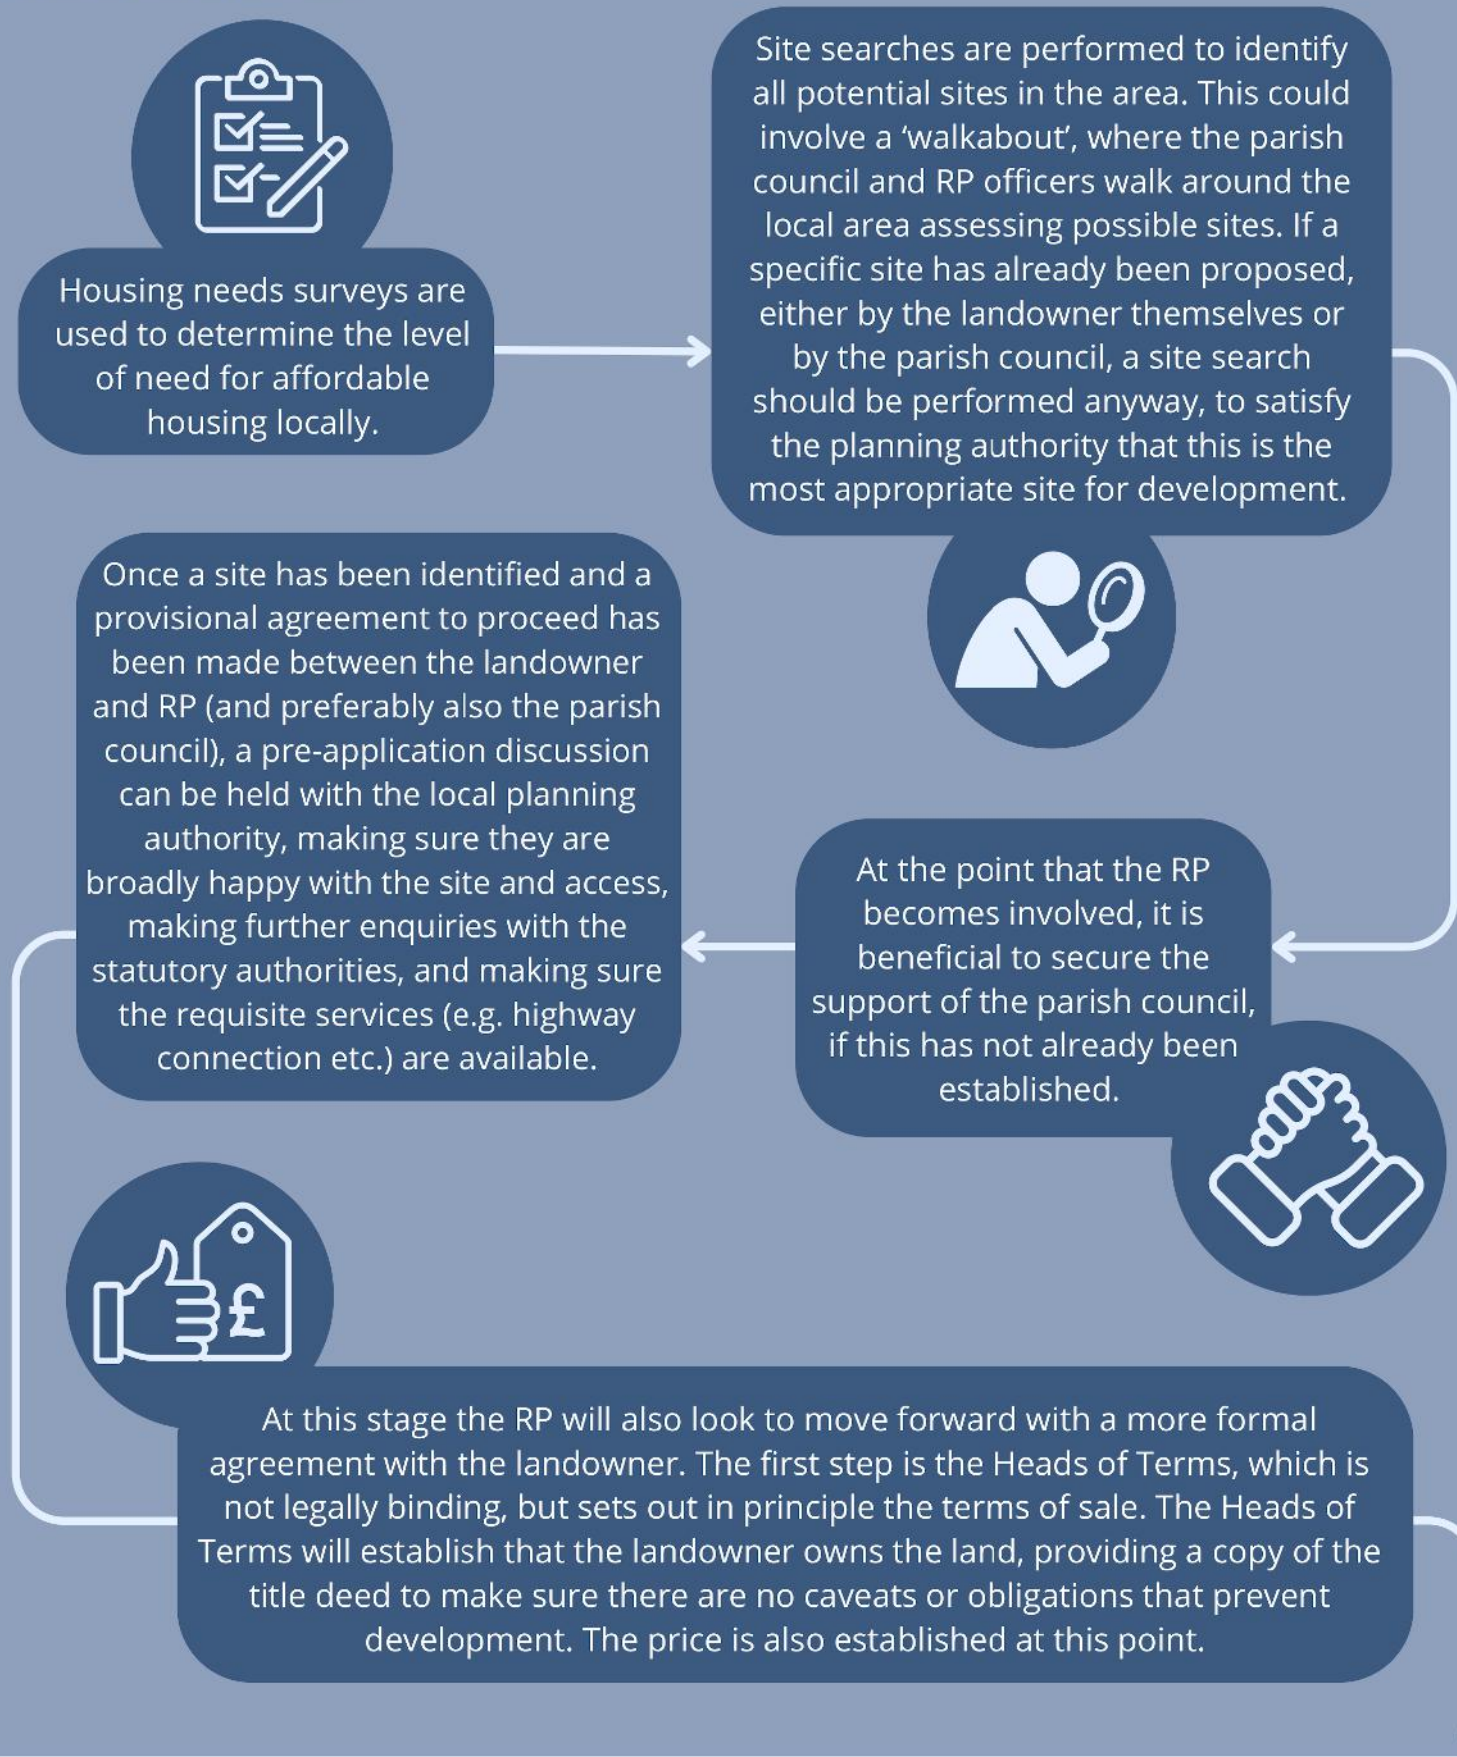 Housing needs surveys are
used to determine the level
of need for affordable
housing locally.
Site searches are performed to identify
all potential sites in the area. This could
involve a ‘walkabout’, where the parish
council and RP officers walk around the
local area assessing possible sites. If a
specific site has already been proposed,
either by the landowner themselves or
by the parish council, a site search
should be performed anyway, to satisfy
the planning authority that this is the
most appropriate site for development.
At the point that the RP
becomes involved, it is
beneficial to secure the
support of the parish council,
if this has not already been
established.
Once a site has been identified and a
provisional agreement to proceed has
been made between the landowner
and RP (and preferably also the parish
council), a pre-application discussion
can be held with the local planning
authority, making sure they are
broadly happy with the site and access,
making further enquiries with the
statutory authorities, and making sure
the requisite services (e.g. highway
connection etc.) are available.
£
At this stage the RP will also look to move forward with a more formal
agreement with the landowner. The first step is the Heads of Terms, which is
not legally binding, but sets out in principle the terms of sale. The Heads of
Terms will establish that the landowner owns the land, providing a copy of the
title deed to make sure there are no caveats or obligations that prevent
development. The price is also established at this point.